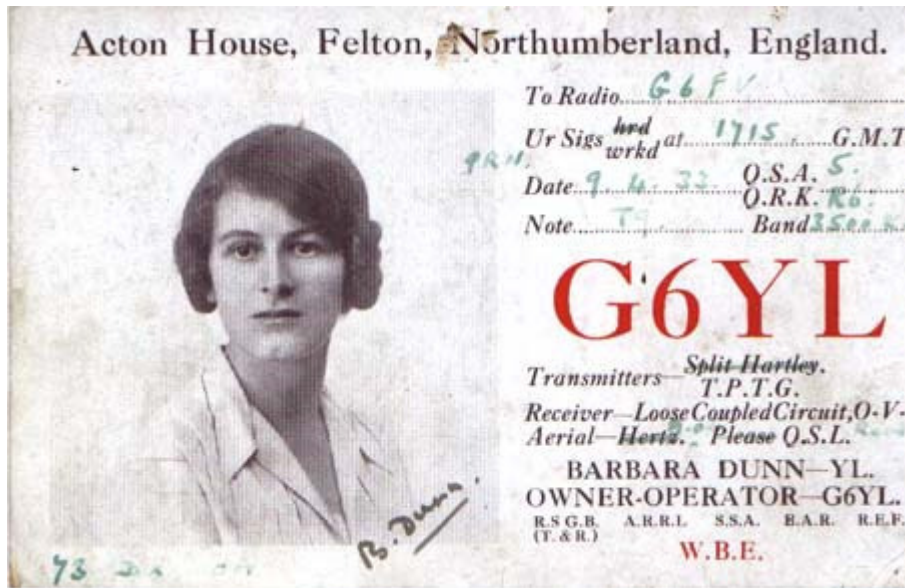 Acton House, Felton, Northumberland, England.
To Radio G6FV
Ur Sigs hrd wrkd at 1715 G.M.T
QRH.
Date 9. 4. 33 Q.S.A. 5.
Q.R.K. R6.
Note T9 Band 3500 K
G6YL
Transmitters—Split Hartley.
T.P.T.G.
Receiver—Loose Coupled Circuit, O-V-
Aerial—Hertz. Please Q.S.L.
BARBARA DUNN—YL.
OWNER-OPERATOR—G6YL.
R.S G.B. A.R.R.L S.S.A. E.A.R. R.E.F.
(T. & R.)
W.B.E.
B. Dunn.
73